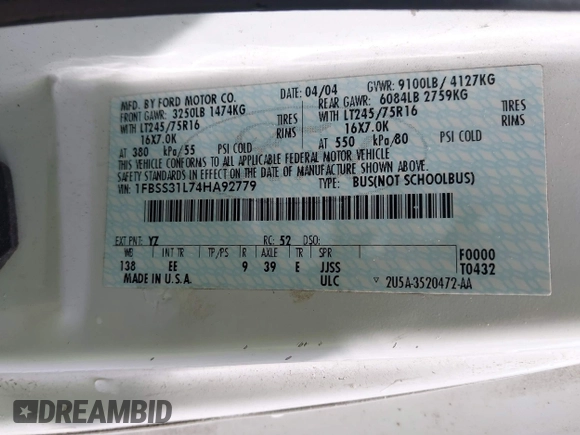 MFD. BY FORD MOTOR CO.
DATE: 04/04 GVWR: 9100LB/ 4127KG
FRONT GAWR: 3250LB 1474KG
REAR GAWR: 6084LB 2759KG
WITH LT245/75R16 TIRES
WITH LT245/75R16 TIRES
16X7.0K
16X7.0K
AT 380 kPa/55 PSI COLD
AT 550 kPa/80 PSI COLD
THIS VEHICLE CONFORMS TO ALL APPLICABLE FEDERAL MOTOR VEHICLE
SAFETY STANDARDS IN EFFECT ON THE DATE OF MANUFACTURE SHOWN ABOVE.
VIN: 1FBSS31L74HA92779
TYPE: BUS(NOT SCHOOLBUS)
EXT PNT: YZ RC: 52 DSO:
WB INT TR TP/PS R AXLE TR SPR
F0000
138 EE 9 39 E JJSS
T0432
MADE IN U.S.A. ULC
2U5A-3520472-AA
DREAMBID